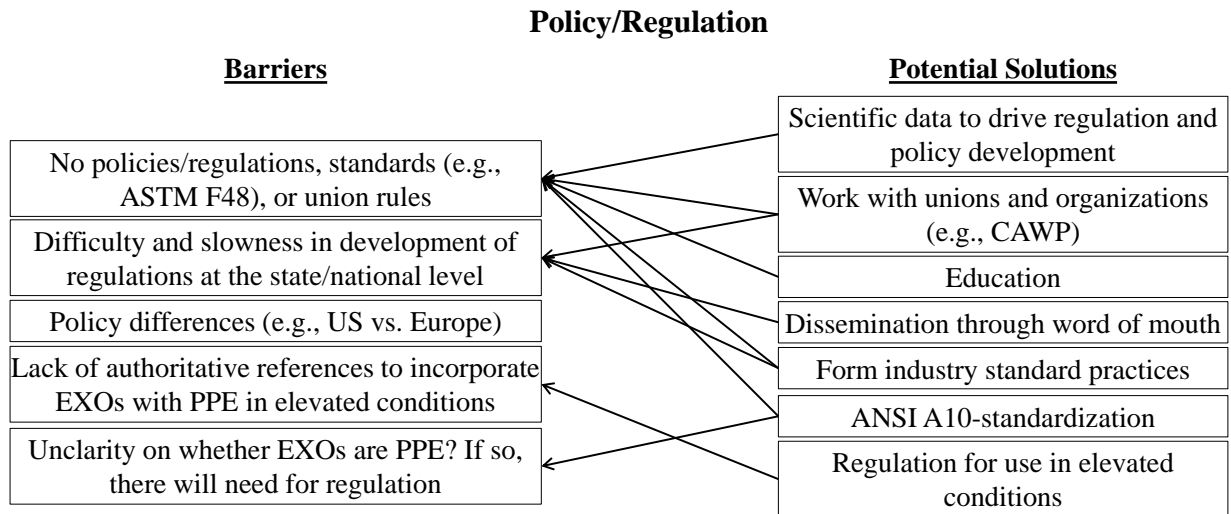 Policy/Regulation
Barriers
No policies/regulations, standards (e.g.,
ASTM F48), or union rules
Difficulty and slowness in development of
regulations at the state/national level
Policy differences (e.g., US vs. Europe)
Lack of authoritative references to incorporate
EXOs with PPE in elevated conditions
Unclarity on whether EXOs are PPE? If so,
there will need for regulation
Potential Solutions
Scientific data to drive regulation and
policy development
Work with unions and organizations
(e.g., CAWP)
Education
Dissemination through word of mouth
Form industry standard practices
ANSI A10-standardization
Regulation for use in elevated
conditions